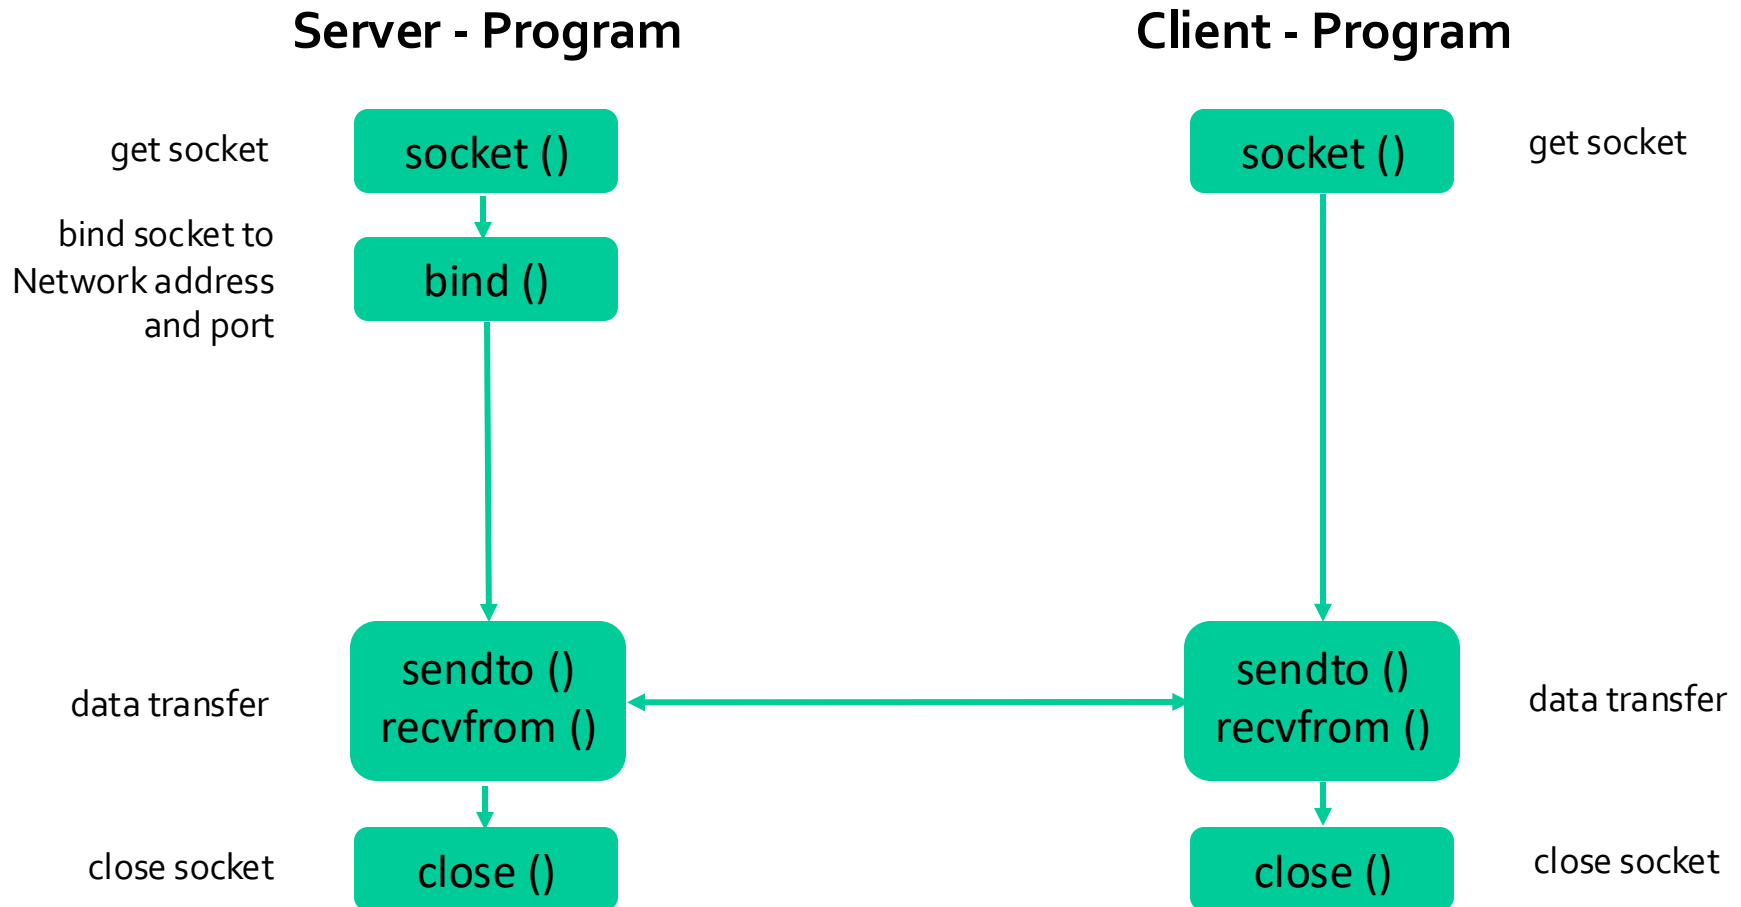 Server - Program
Client - Program
get socket
socket ()
socket ()
get socket
bind socket to
Network address
and port
bind ()
data transfer
sendto ()
recvfrom ()
sendto ()
recvfrom ()
data transfer
close socket
close ()
close ()
close socket